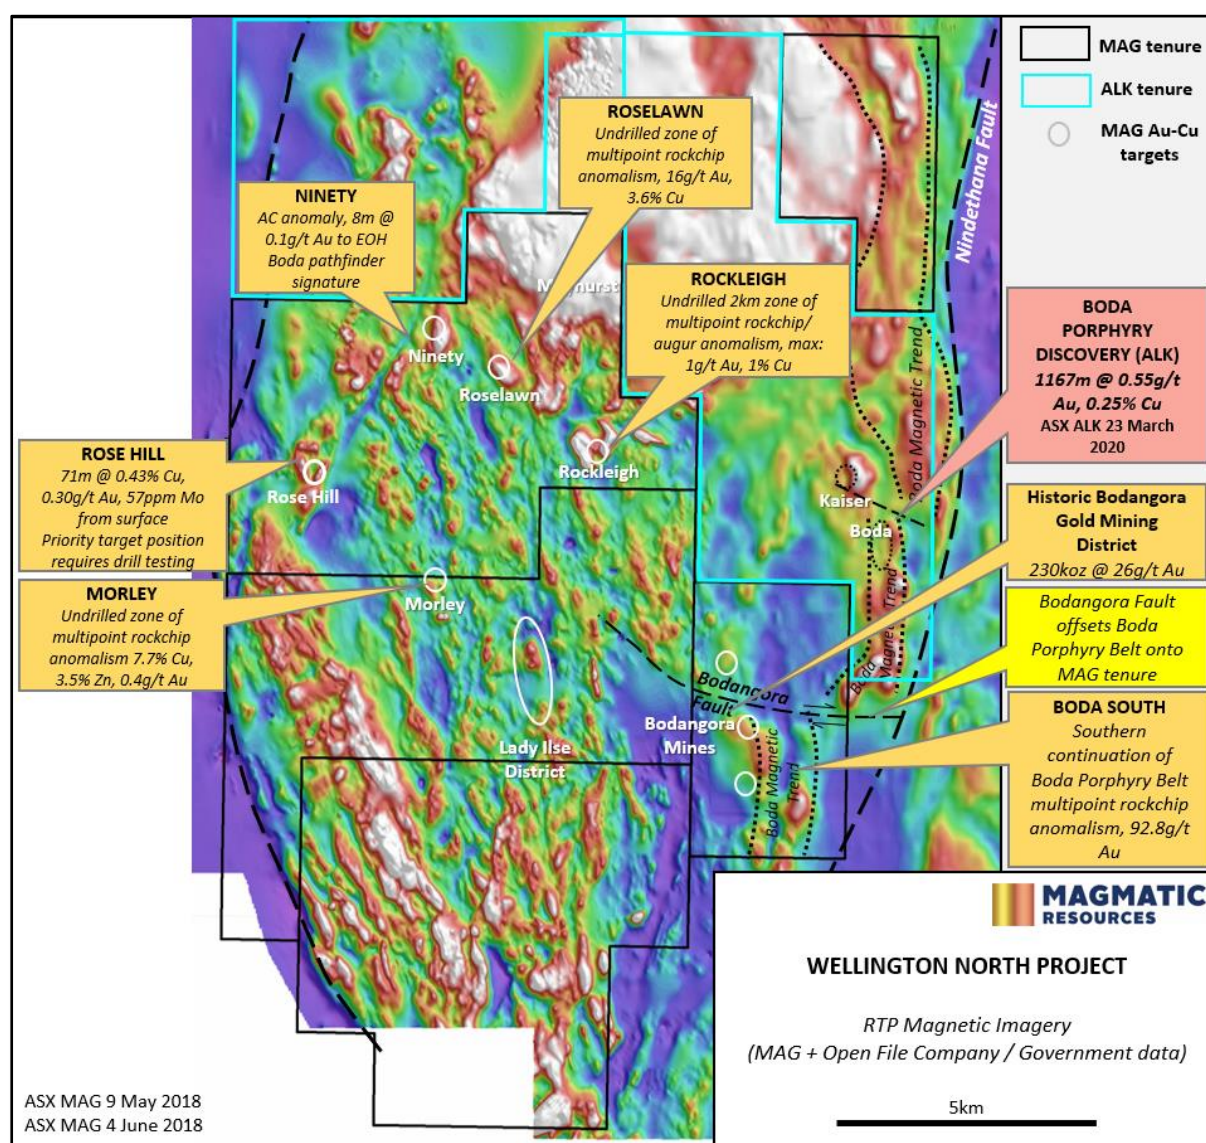 MAG tenure
ALK tenure
MAG Au-Cu
targets
ROSELAWN
Undrilled zone of
multipoint rockchip
anomalism, 16g/t Au,
3.6% Cu
NINETY
AC anomaly, 8m @
0.1g/t Au to EOH
Boda pathfinder
signature
ROCKLEIGH
Undrilled 2km zone of
multipoint rockchip/
augur anomalism, max:
1g/t Au, 1% Cu
Nindethana Fault
BODA
PORPHYRY
DISCOVERY (ALK)
1167m @ 0.55g/t
Au, 0.25% Cu
ASX ALK 23 March
2020
Ninety
Roselawn
Boda Magnetic Trend
ROSE HILL
71m @ 0.43% Cu,
0.30g/t Au, 57ppm Mo
from surface
Priority target position
requires drill testing
Rose Hill
Rockleigh
Kaiser
Boda
Historic Bodangora
Gold Mining
District
230koz @ 26g/t Au
MORLEY
Undrilled zone of
multipoint rockchip
anomalism 7.7% Cu,
3.5% Zn, 0.4g/t Au
Morley
Boda
Magnetic Trend
Bodangora Fault
offsets Boda
Porphyry Belt onto
MAG tenure
Bodangora
Fault
Bodangora
Mines
Lady Ilse
District
Boda Magnetic
Trend
BODA SOUTH
Southern
continuation of
Boda Porphyry Belt
multipoint rockchip
anomalism, 92.8g/t
Au
MAGMATIC
RESOURCES
WELLINGTON NORTH PROJECT
RTP Magnetic Imagery
(MAG + Open File Company / Government data)
5km
ASX MAG 9 May 2018
ASX MAG 4 June 2018